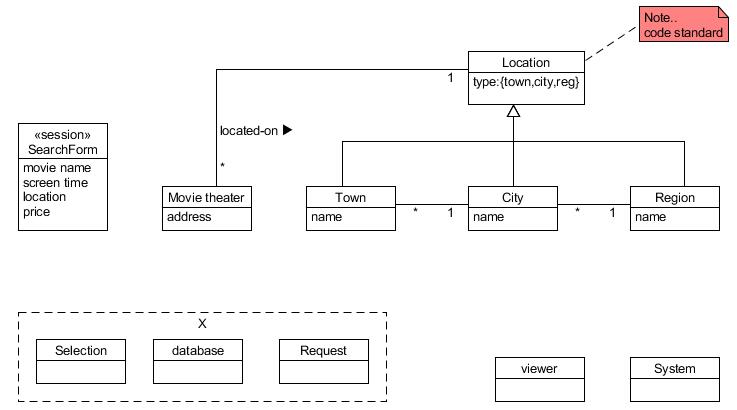 Note..
code standard
Location
type:{town,city,reg}
1
located-on ▶
*
«session»
SearchForm
movie name
screen time
location
price
Movie theater
address
Town
name
*
1
City
name
*
1
Region
name
X
Selection
database
Request
viewer
System